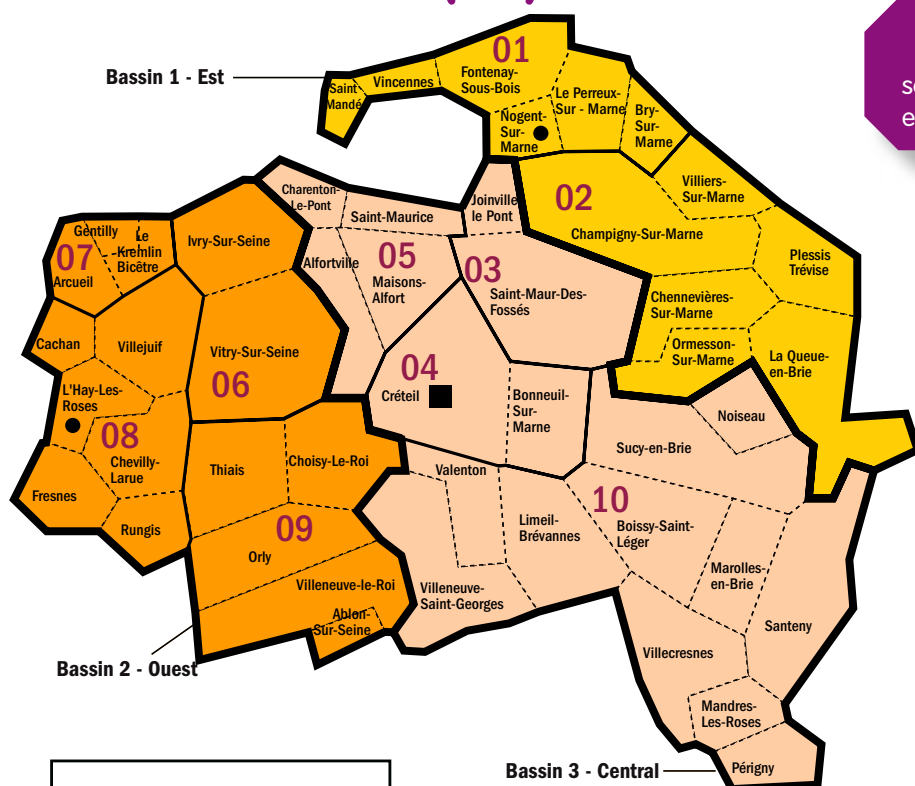 01
Bassin 1 - Est
Saint
Mandé
Vincennes
Fontenay-
Sous-Bois
Le Perreux-
Sur - Marne
Nogent-
Sur-
Marne
Bry-
Sur-
Marne
02
Villiers-
Sur-Marne
Champigny-Sur-Marne
Plessis
Trévise
Chennevières-
Sur-Marne
Ormesson-
Sur-Marne
La Queue-
en-Brie
Charenton-
Le-Pont
Saint-Maurice
Joinville
le Pont
05
Alfortville
Maisons-
Alfort
03
Saint-Maur-Des-
Fossés
04
Créteil
Bonneuil-
Sur-
Marne
07
Gentilly
Le
Kremlin
Bicêtre
Arcueil
Ivry-Sur-Seine
Cachan
Villejuif
Vitry-Sur-Seine
06
L'Hay-Les-
Roses
08
Chevilly-
Larue
Fresnes
Rungis
Thiais
Choisy-Le-Roi
09
Orly
Villeneuve-le-Roi
Ablon-
Sur-Seine
Bassin 2 - Ouest
Noiseau
Sucy-en-Brie
Valenton
10
Limeil-
Brévannes
Boissy-Saint-
Léger
Marolles-
en-Brie
Villeneuve-
Saint-Georges
Santeny
Villecresnes
Mandres-
Les-Roses
Périgny
Bassin 3 - Central